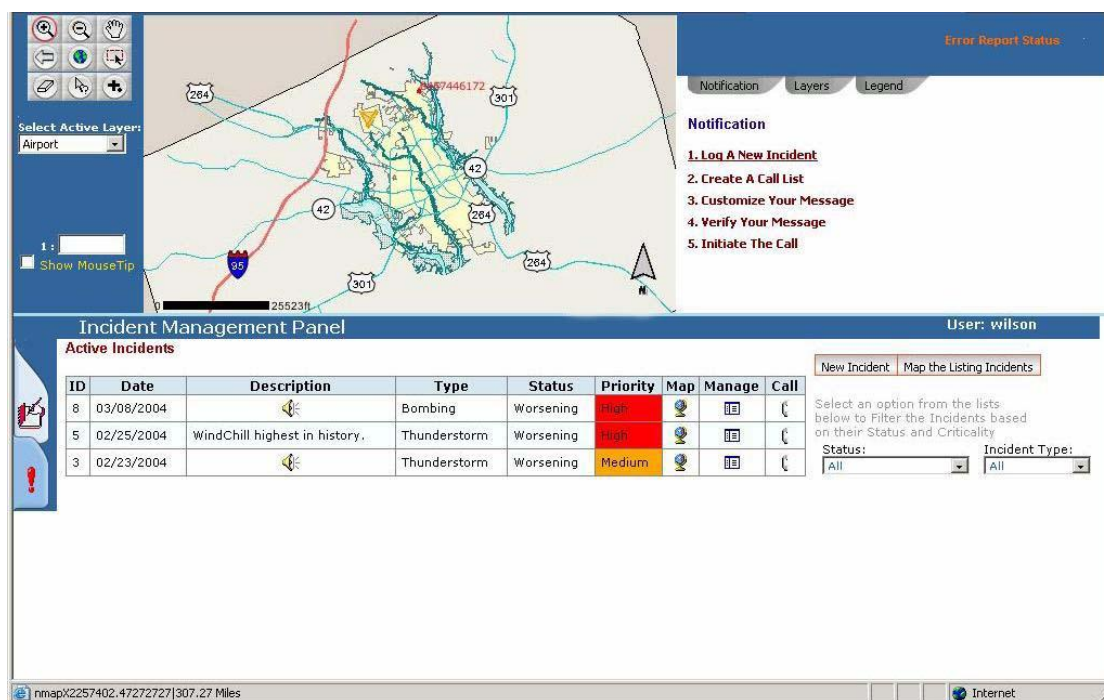 Error Report Status
Select Active Layer:
Airport
1 :
Show MouseTip
264
301
42
42
264
264
95
301
0
25523ft
N
Notification
Layers
Legend
Notification
1. Log A New Incident
2. Create A Call List
3. Customize Your Message
4. Verify Your Message
5. Initiate The Call
Incident Management Panel
User: wilson
Active Incidents
New Incident
Map the Listing Incidents
ID Date Description Type Status Priority Map Manage Call
8 03/08/2004 Bombing Worsening High
5 02/25/2004 WindChill highest in history. Thunderstorm Worsening High
3 02/23/2004 Thunderstorm Worsening Medium
Select an option from the lists
below to Filter the Incidents based
on their Status and Criticality
Status:
All
Incident Type:
All
nmapX2257402.47272727|307.27 Miles
Internet